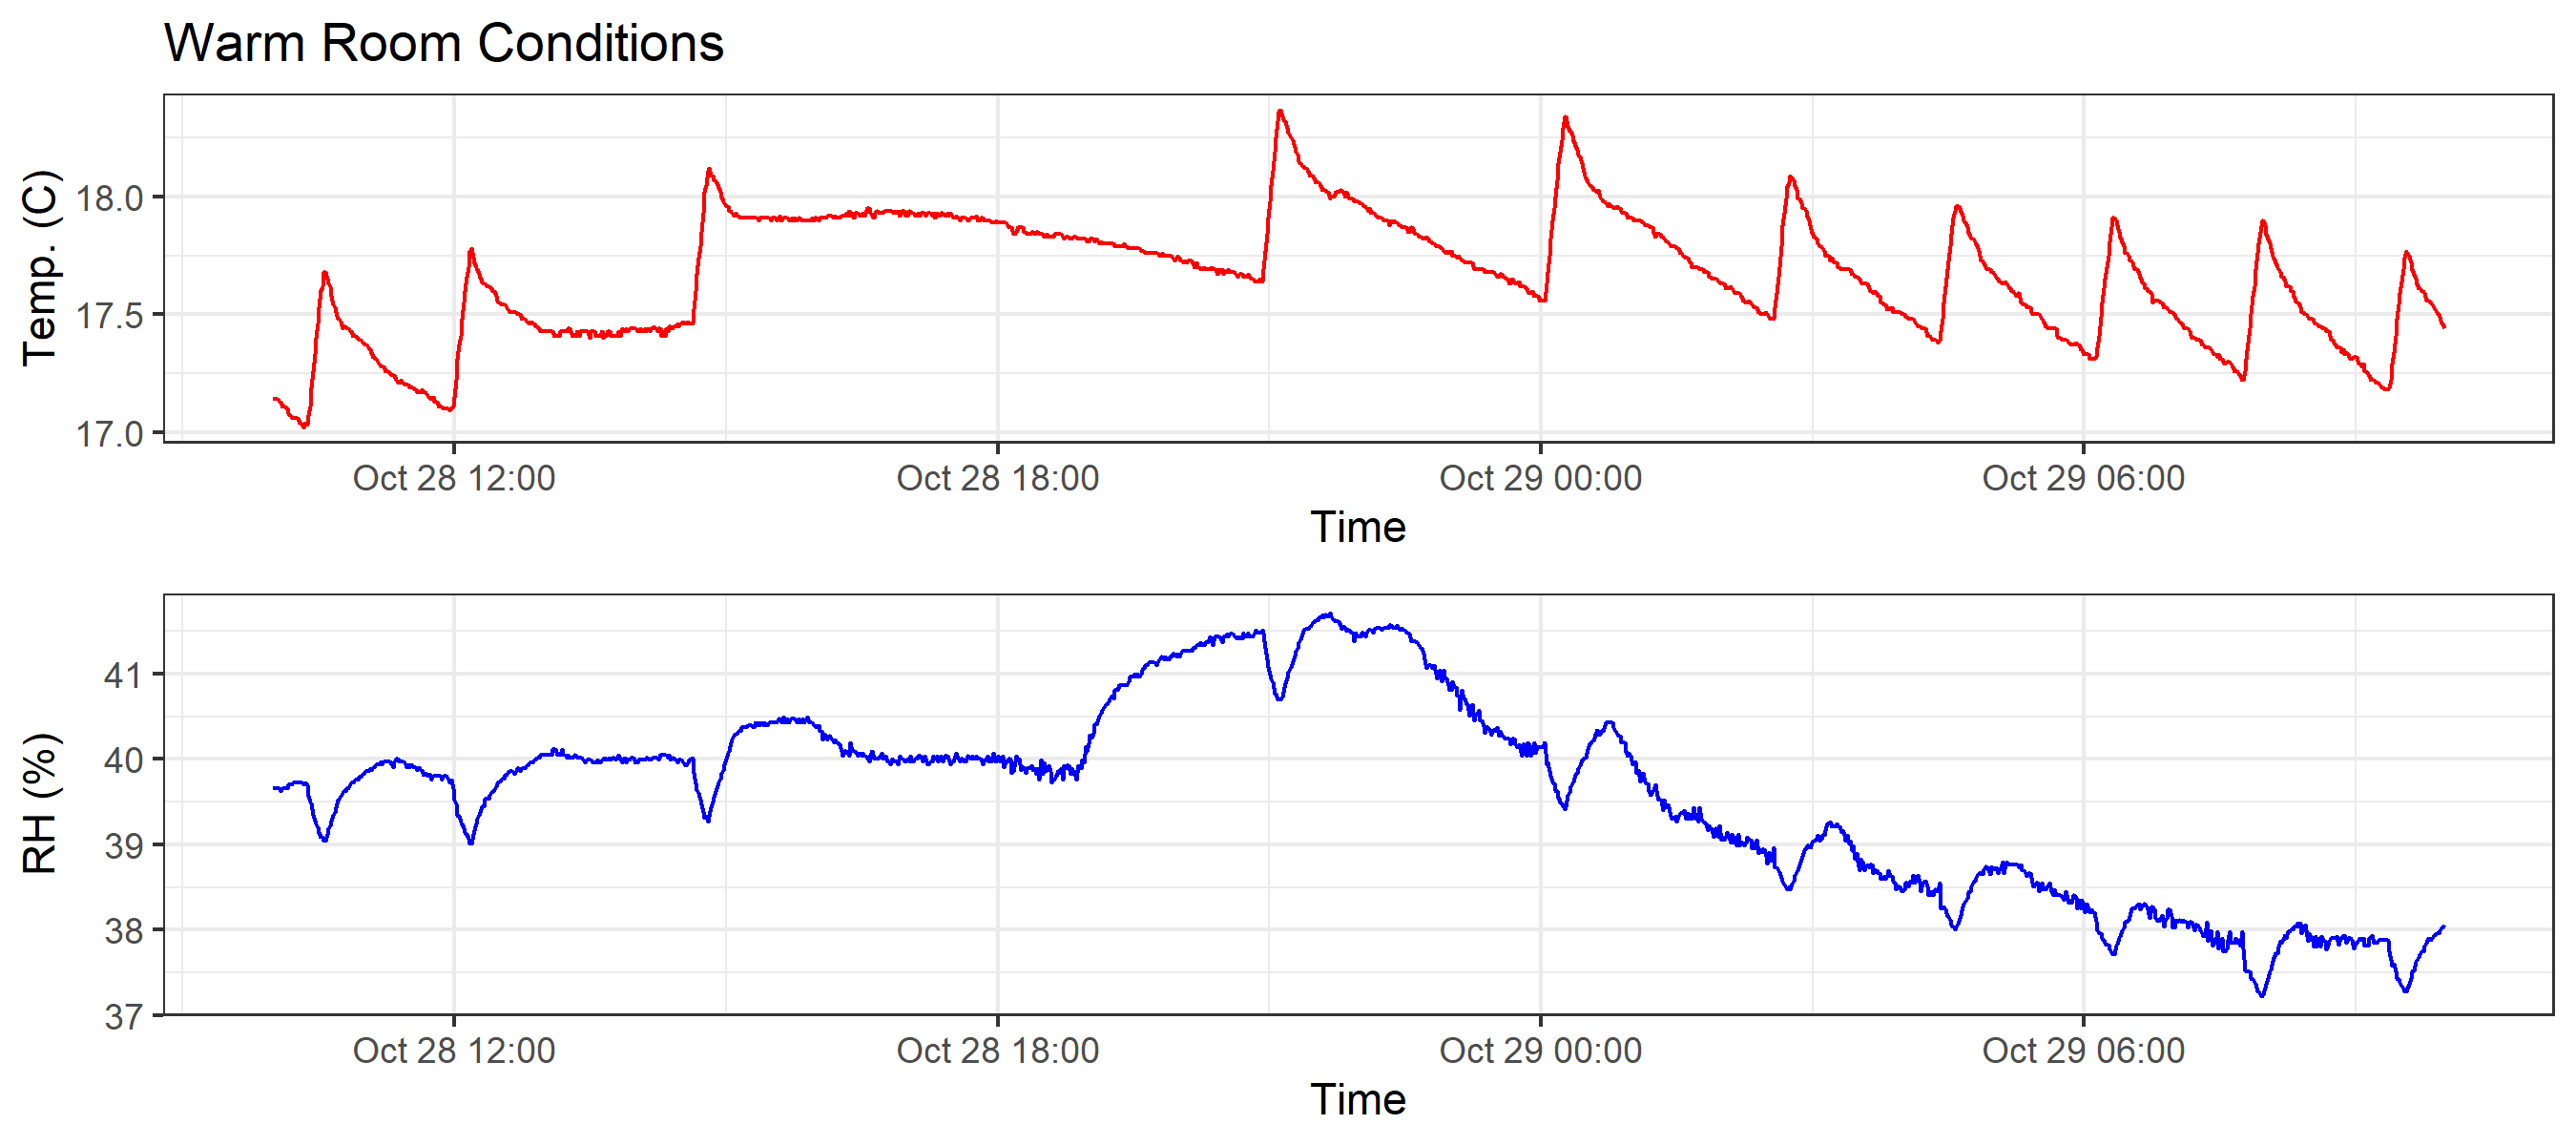 Warm Room Conditions
Temp. (C)
18.0
17.5
17.0
Oct 28 12:00 Oct 28 18:00 Oct 29 00:00 Oct 29 06:00
Time
RH (%)
41
40
39
38
37
Oct 28 12:00 Oct 28 18:00 Oct 29 00:00 Oct 29 06:00
Time